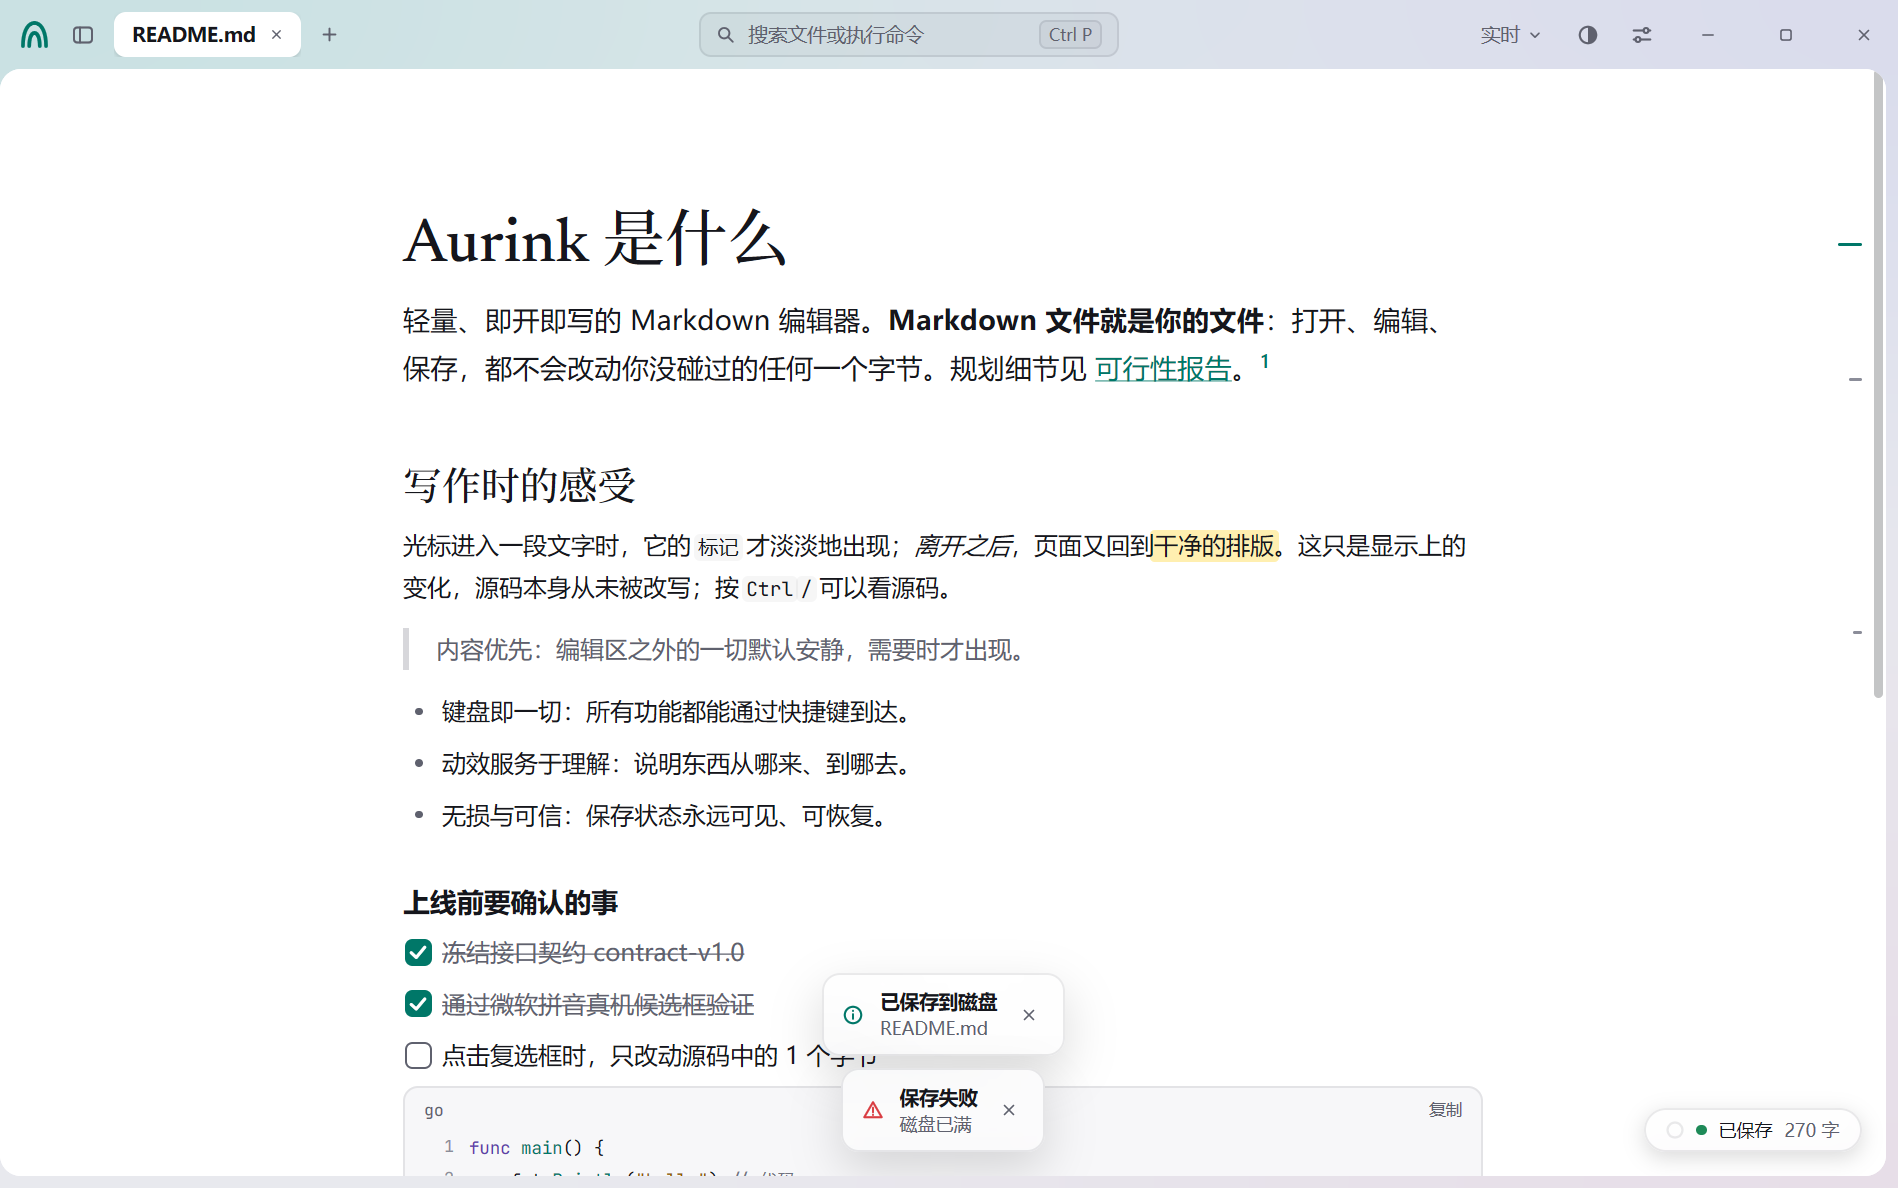 README.md
搜索文件或执行命令
Ctrl P
实时
Aurink 是什么
轻量、即开即写的 Markdown 编辑器。Markdown 文件就是你的文件：打开、编辑、
保存，都不会改动你没碰过的任何一个字节。规划细节见 可行性报告。1
写作时的感受
光标进入一段文字时，它的 标记 才淡淡地出现；离开之后，页面又回到干净的排版。这只是显示上的
变化，源码本身从未被改写；按 Ctrl / 可以看源码。
内容优先：编辑区之外的一切默认安静，需要时才出现。
键盘即一切：所有功能都能通过快捷键到达。
动效服务于理解：说明东西从哪来、到哪去。
无损与可信：保存状态永远可见、可恢复。
上线前要确认的事
冻结接口契约 contract-v1.0
通过微软拼音真机候选框验证
点击复选框时，只改动源码中的 1 个字节
已保存到磁盘
README.md
保存失败
磁盘已满
go
复制
1 func main() {
已保存 270 字